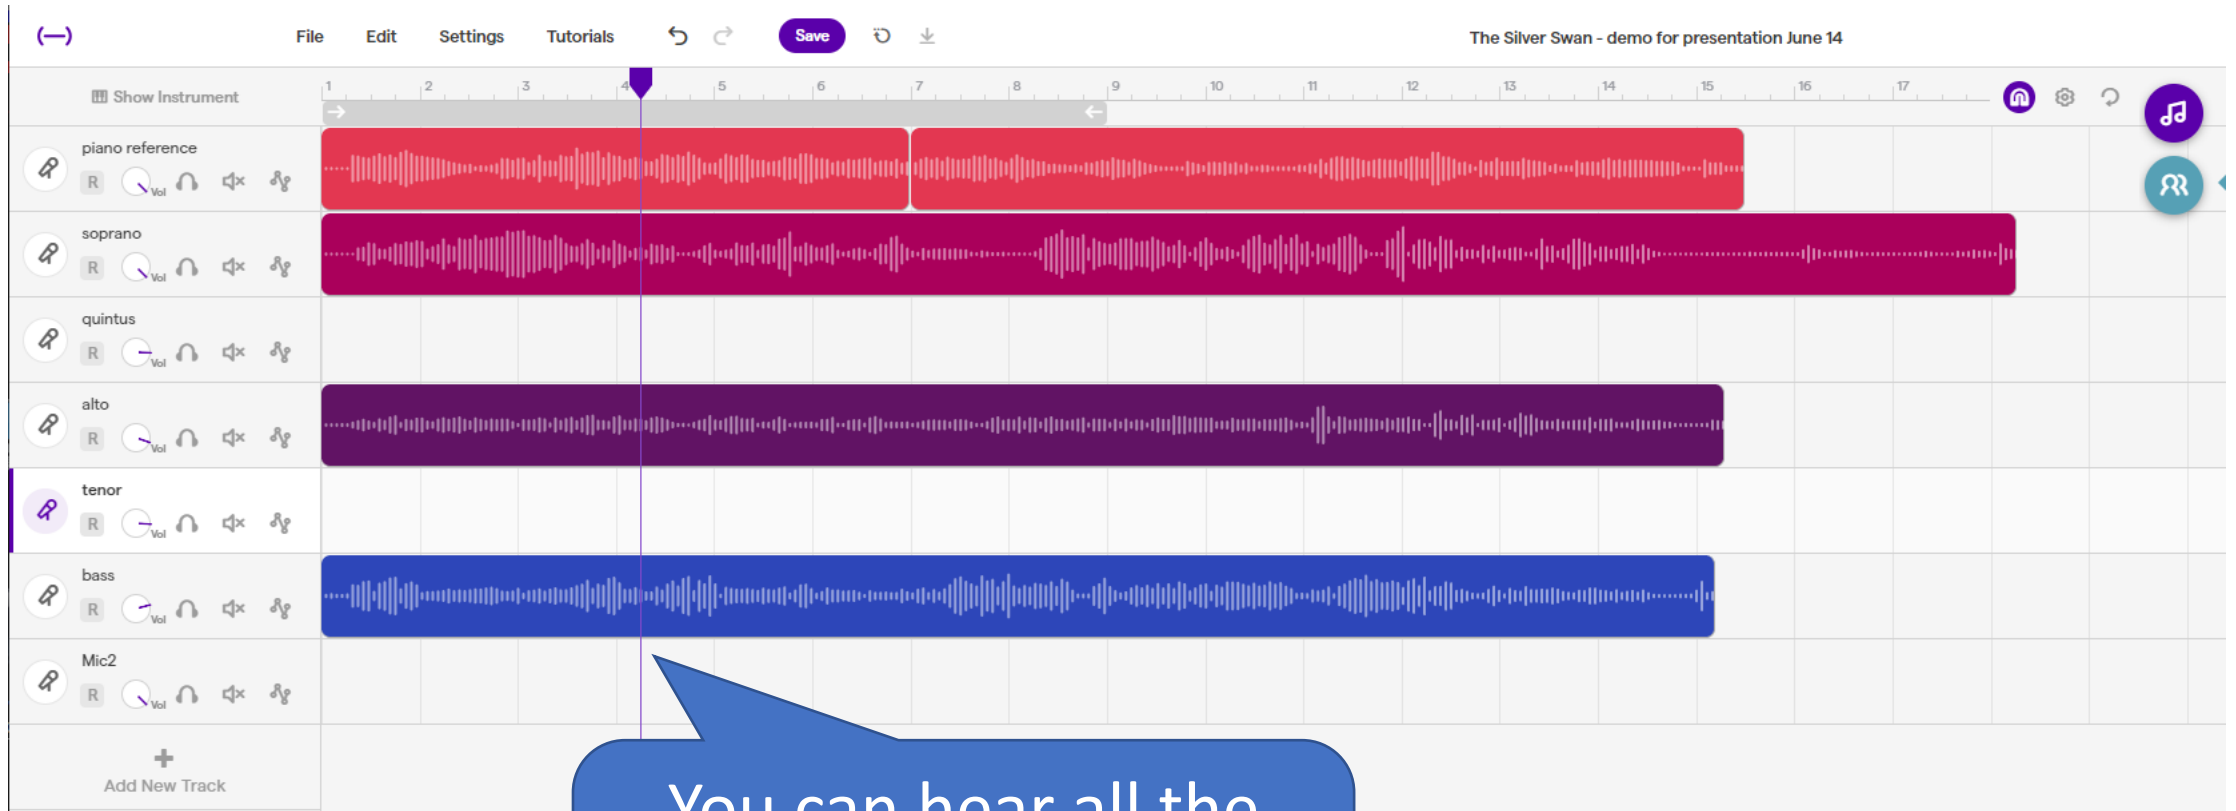 File Edit Settings Tutorials Save The Silver Swan - demo for presentation June 14
Show Instrument 1 2 3 4 5 6 7 8 9 10 11 12 13 14 15 16 17
piano reference
R Vol
soprano
R Vol
quintus
R Vol
alto
R Vol
tenor
R Vol
bass
R Vol
Mic2
R Vol
+
Add New Track
You can hear all the